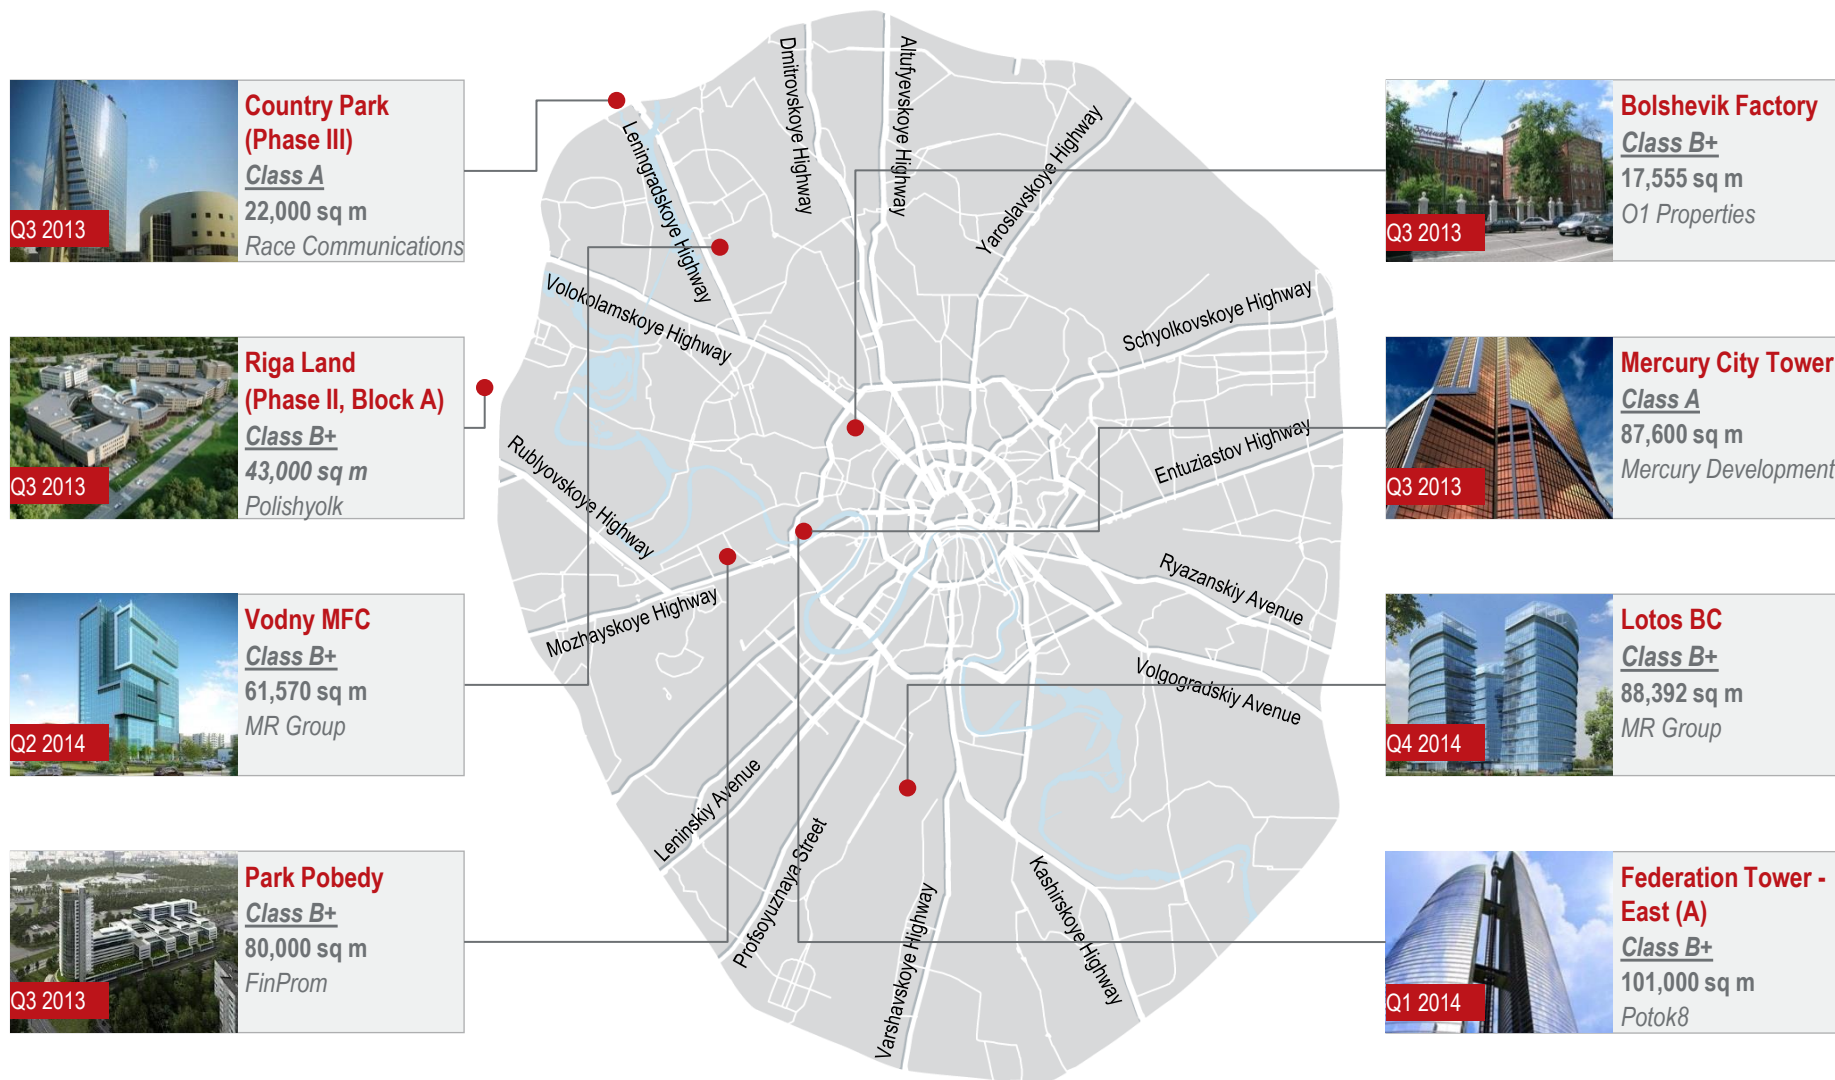 Country Park
(Phase III)
Class A
22,000 sq m
Race Communications
Q3 2013
Riga Land
(Phase II, Block A)
Class B+
43,000 sq m
Polishyolk
Q3 2013
Vodny MFC
Class B+
61,570 sq m
MR Group
Q2 2014
Park Pobedy
Class B+
80,000 sq m
FinProm
Q3 2013
Dmitrovskoye Highway
Altufyevskoye Highway
Leningradskoye Highway
Yaroslavskoye Highway
Volokolamskoye Highway
Schyolkovskoye Highway
Rublyovskoye Highway
Entuziastov Highway
Mozhayskoye Highway
Ryazanskiy Avenue
Volgogradskiy Avenue
Leninskiy Avenue
Profsoyuznaya Street
Varshavskoye Highway
Kashirskoye Highway
Bolshevik Factory
Class B+
17,555 sq m
O1 Properties
Q3 2013
Mercury City Tower
Class A
87,600 sq m
Mercury Development
Q3 2013
Lotos BC
Class B+
88,392 sq m
MR Group
Q4 2014
Federation Tower -
East (A)
Class B+
101,000 sq m
Potok8
Q1 2014